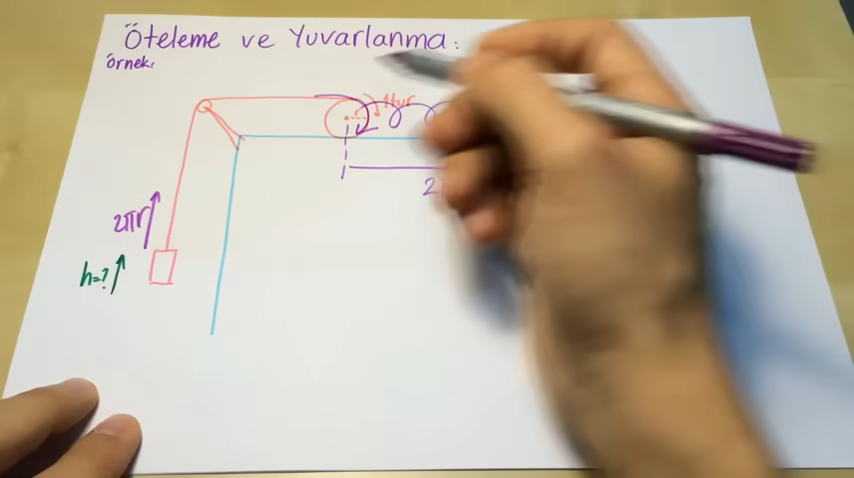 Öteleme ve Yuvarlanma:
örnek:
1tur
2πr
h=?